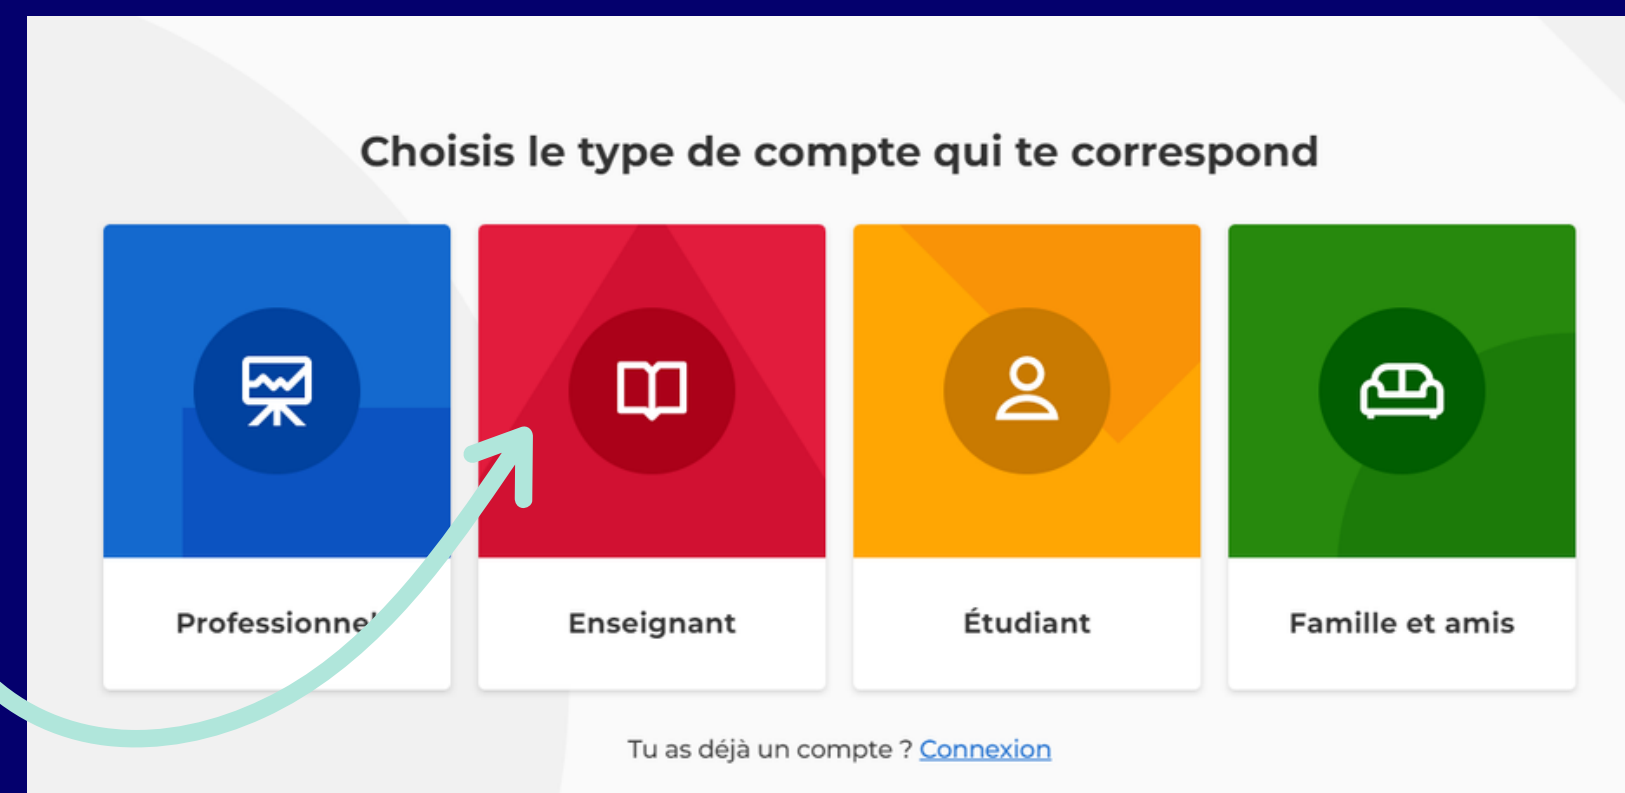 Choisis le type de compte qui te correspond
Professionnel
Enseignant
Étudiant
Famille et amis
Tu as déjà un compte ? Connexion